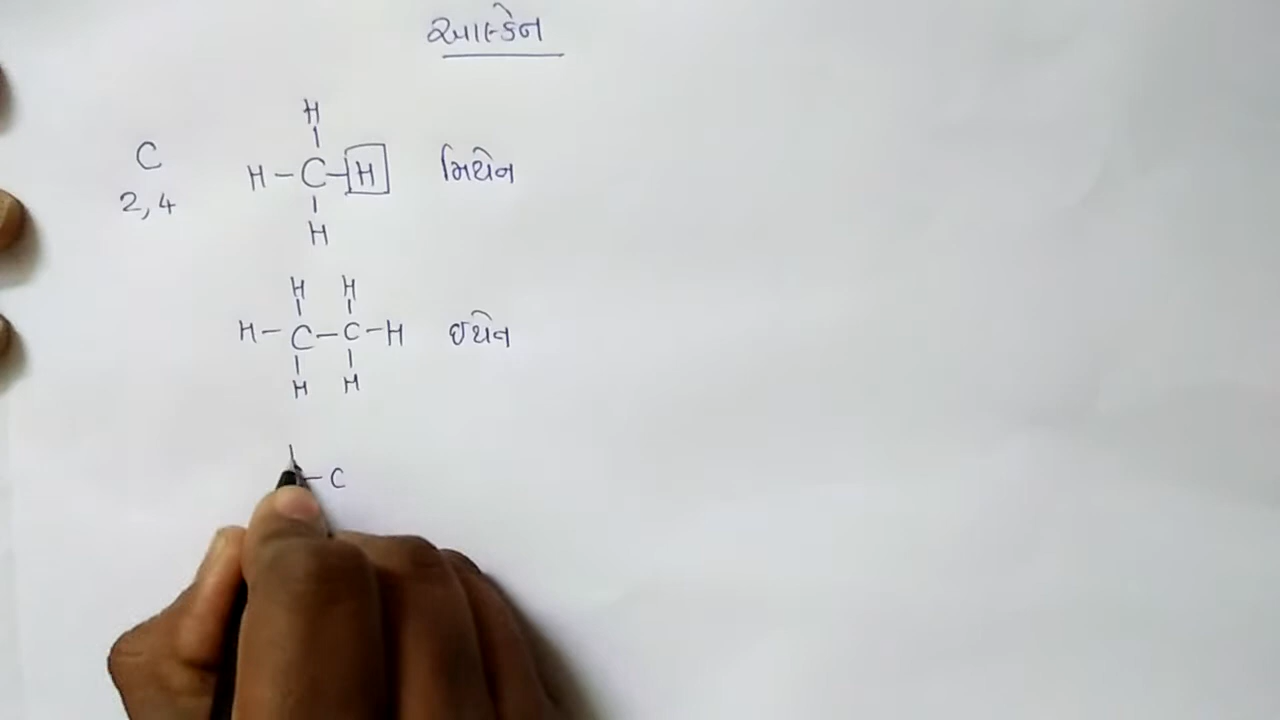 આલ્કેન
H
|
C H – C – H મિથેન
2, 4 |
H
H H
| |
H – C – C – H ઇથેન
| |
H H
– C